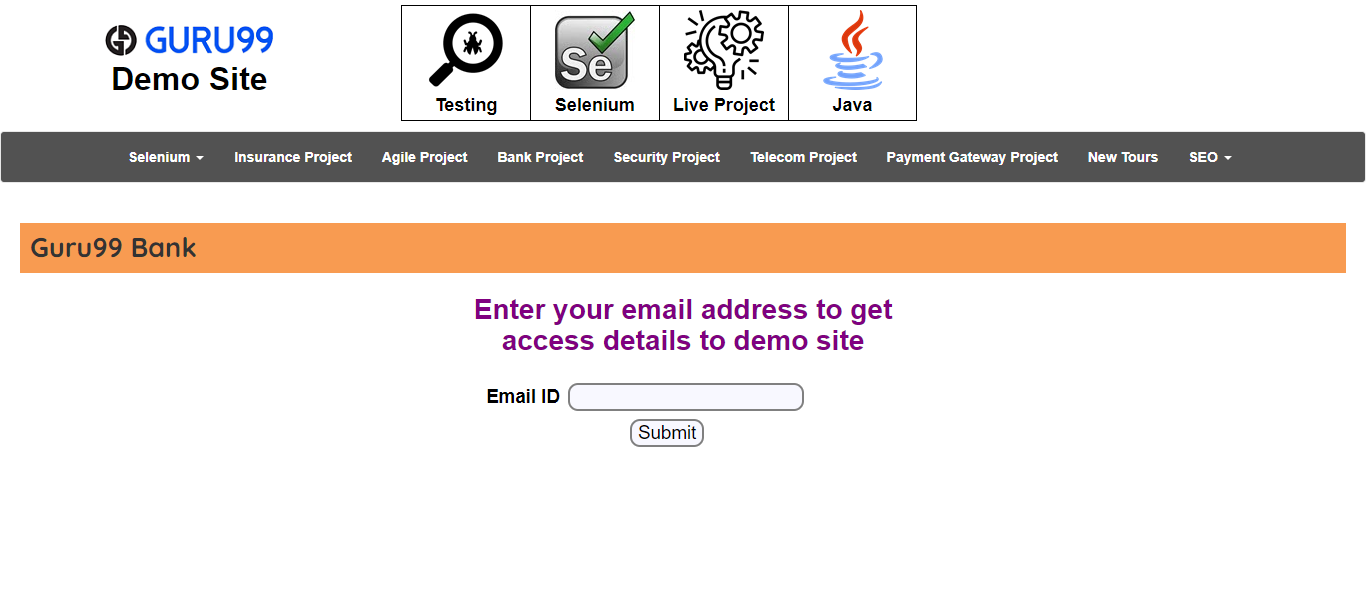 GURU99
Demo Site
Se
Testing Selenium Live Project Java
Selenium Insurance Project Agile Project Bank Project Security Project Telecom Project Payment Gateway Project New Tours SEO
Guru99 Bank
Enter your email address to get
access details to demo site
Email ID
Submit